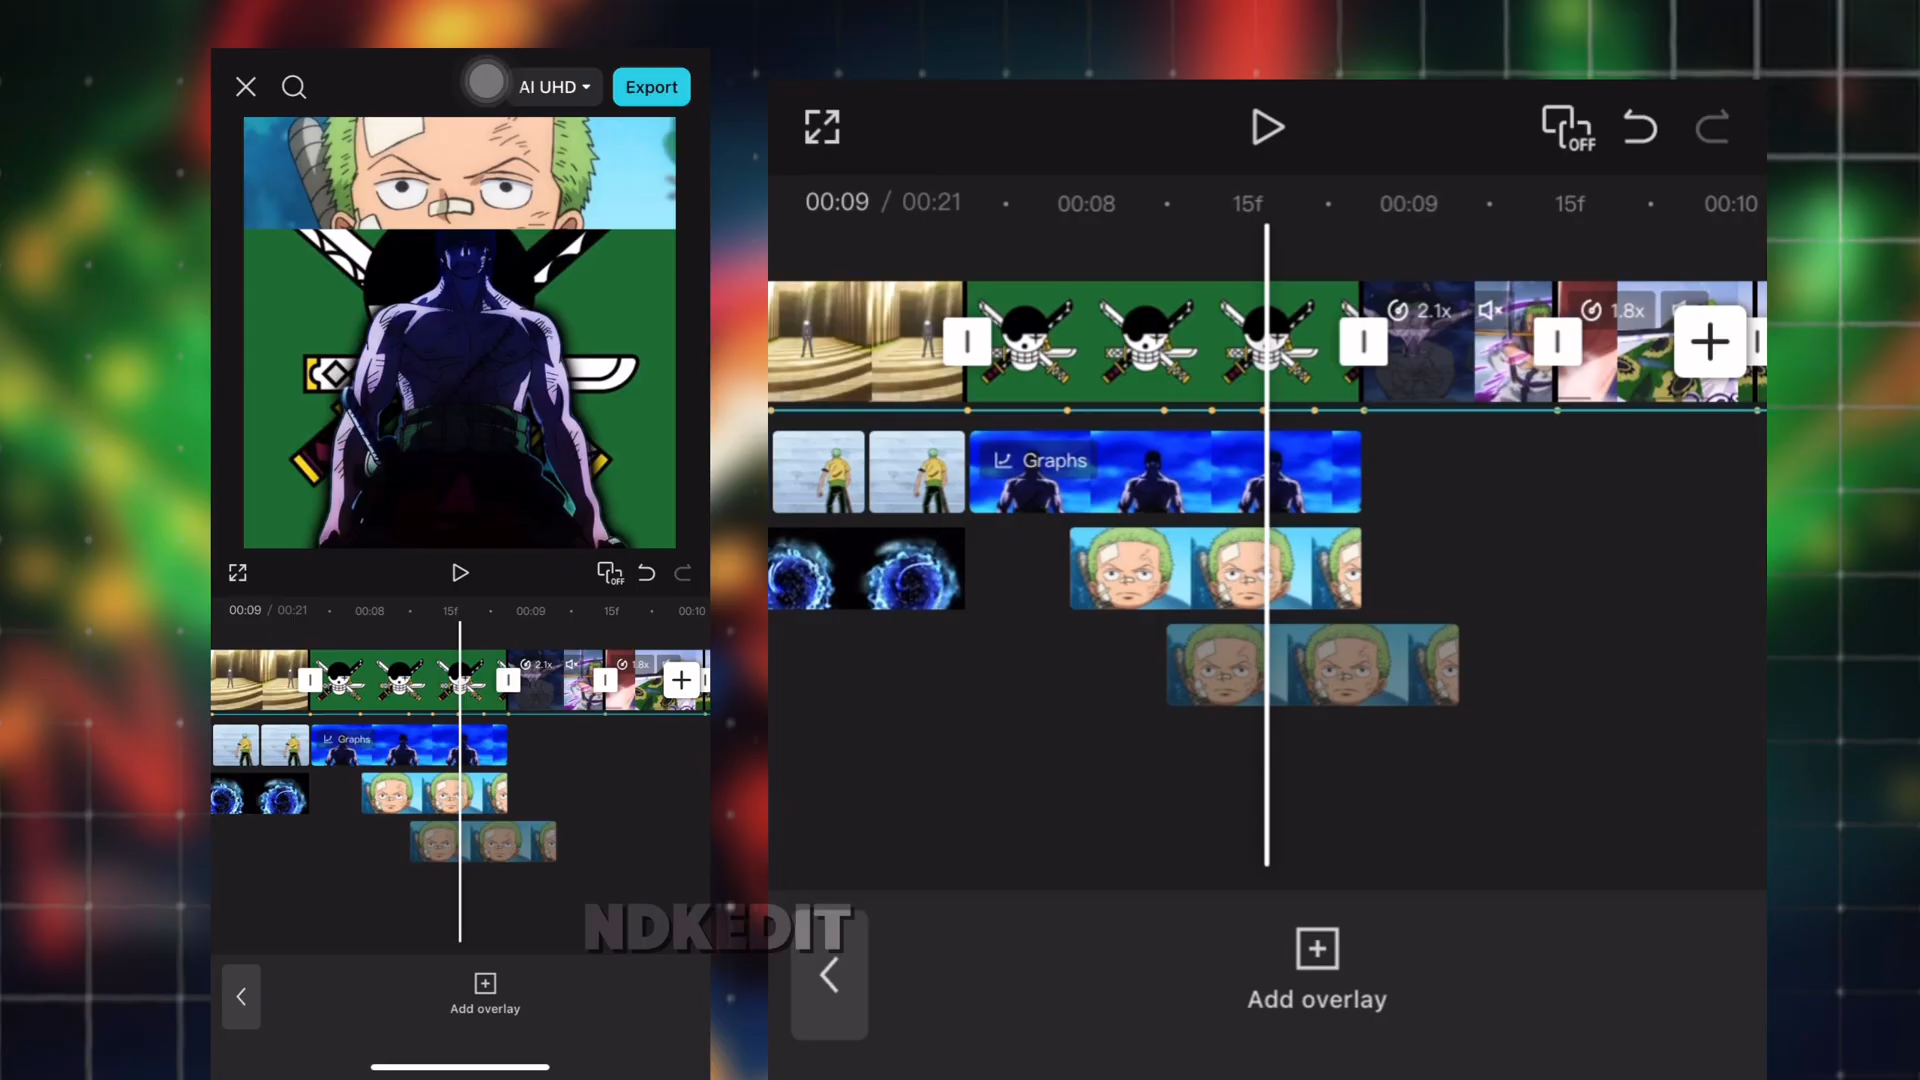 AI UHD
Export
00:09 / 00:21
00:08
15f
00:09
15f
00:10
2.1x
1.8x
Graphs
Add overlay
OFF
00:09 / 00:21
00:08
15f
00:09
15f
00:10
OFF
2.1x
1.8x
Graphs
NDKEDIT
Add overlay